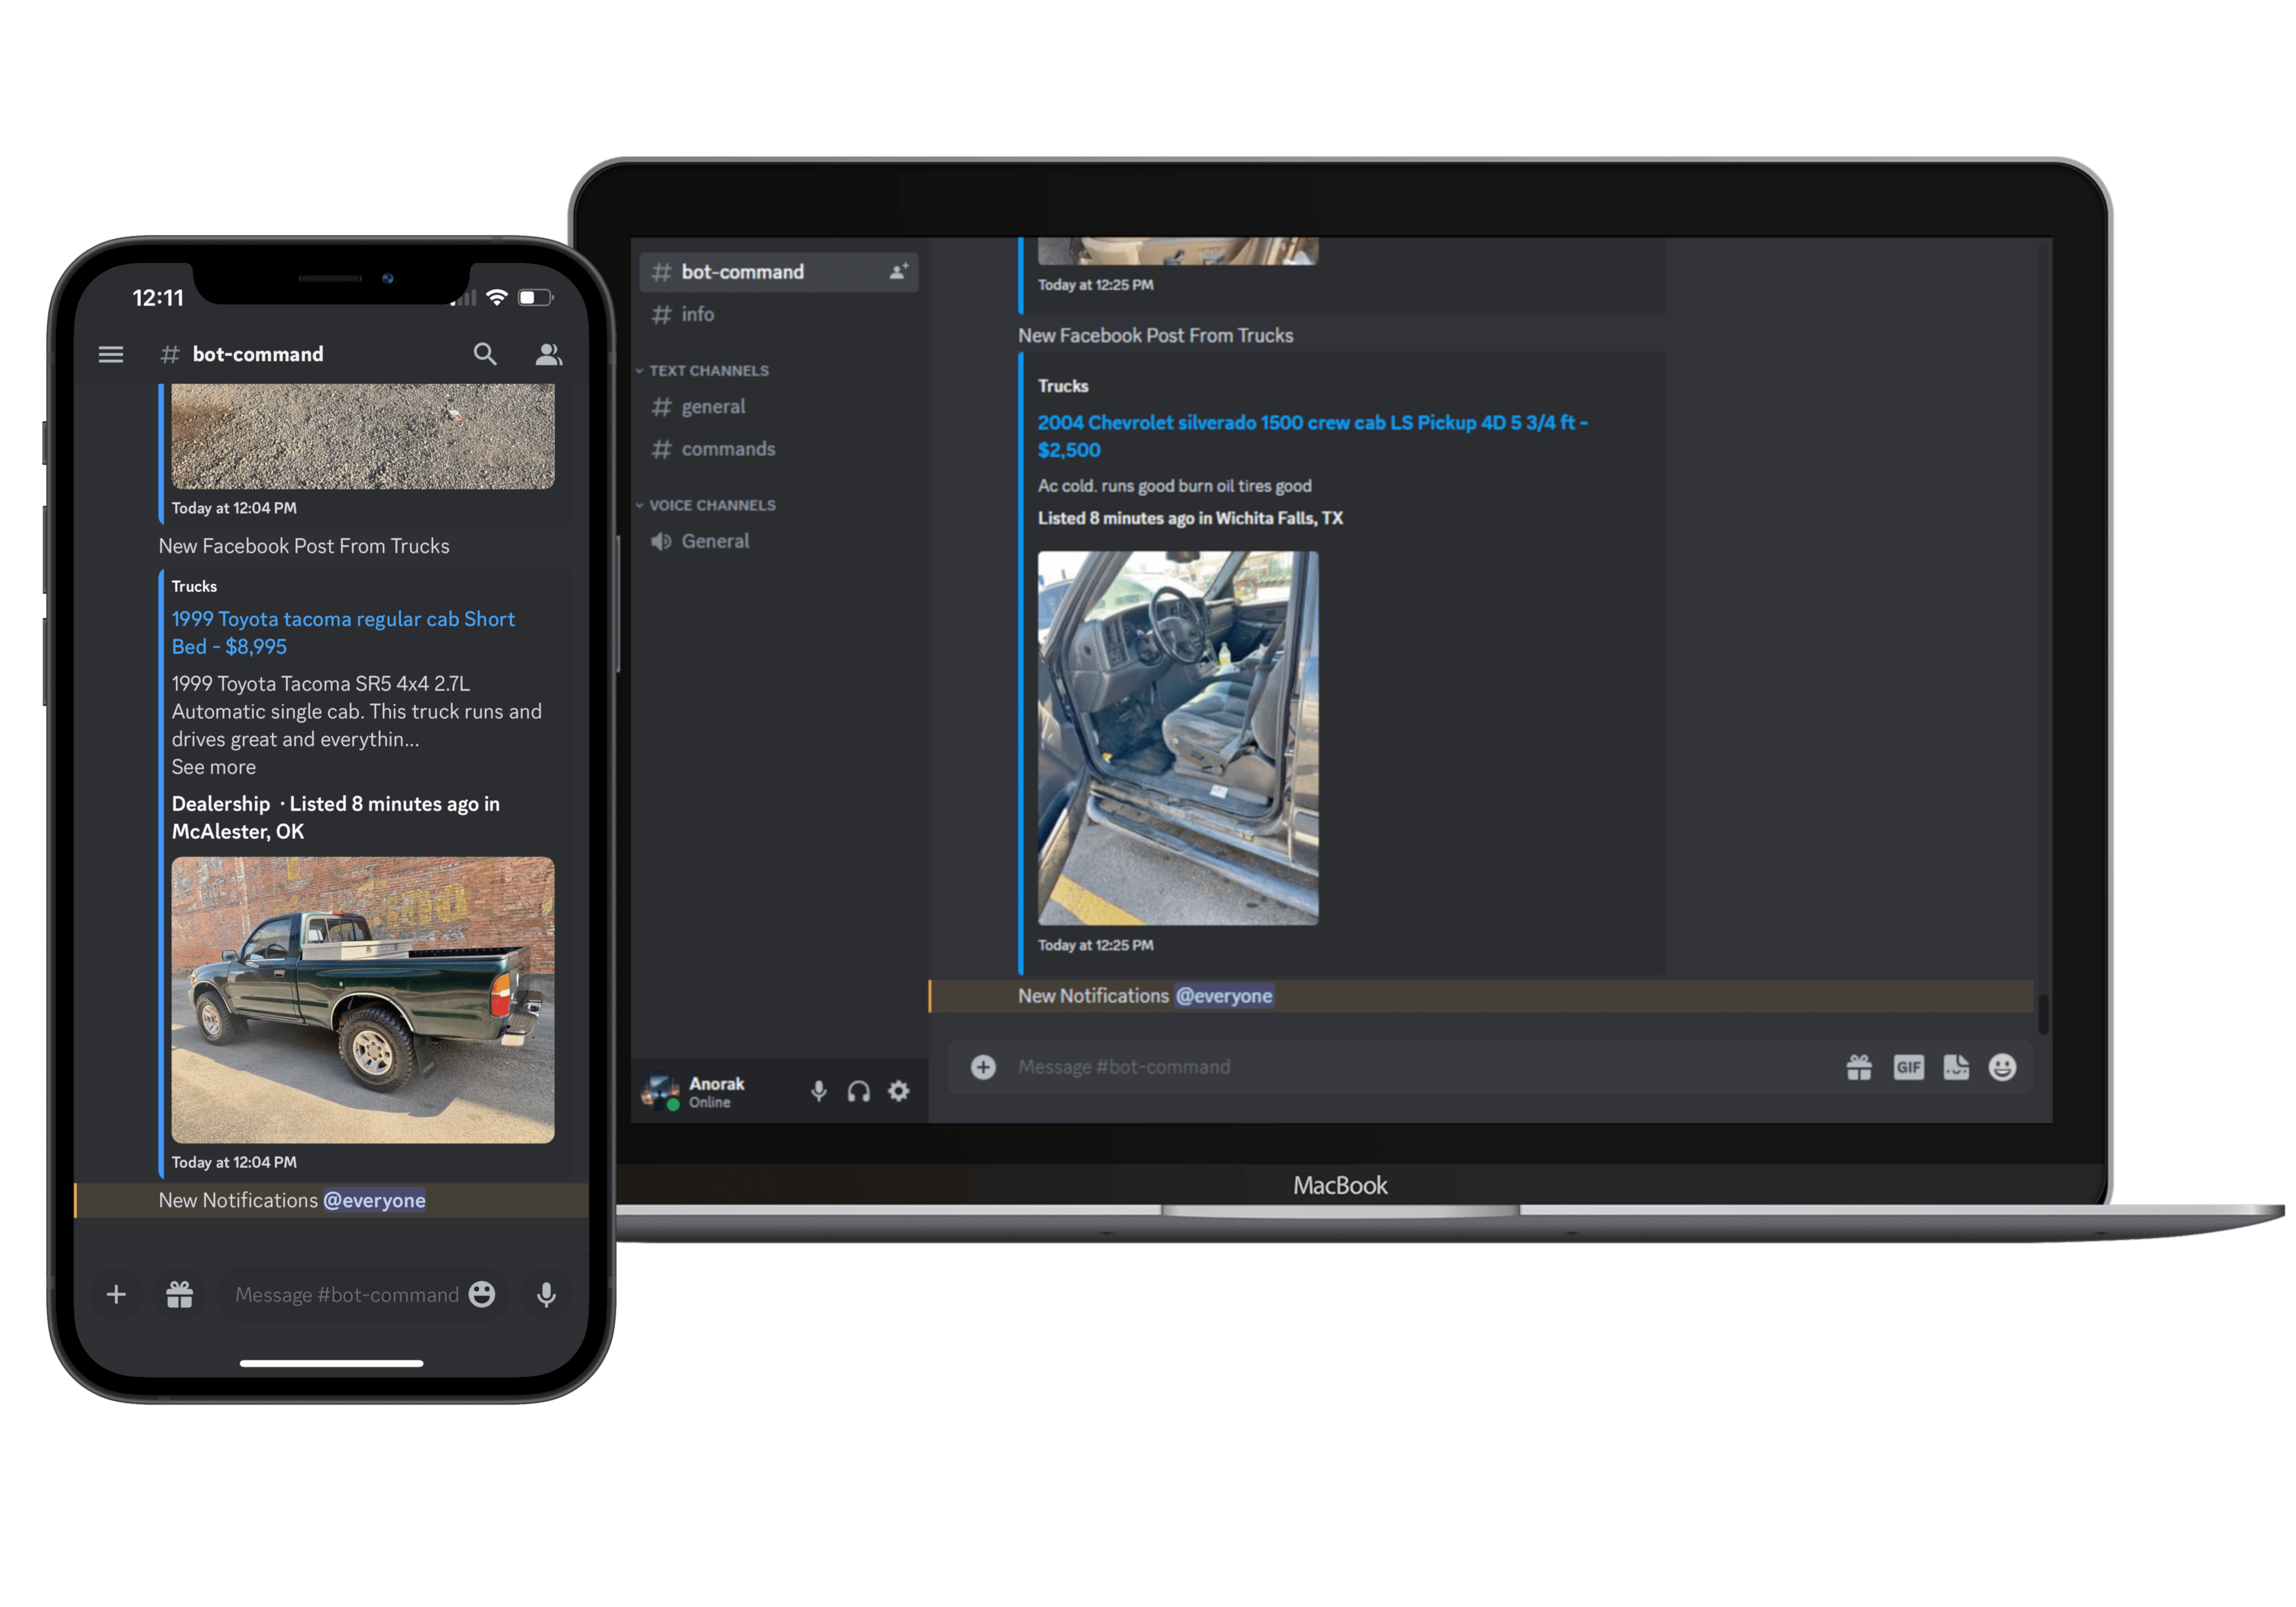 12:11
# bot-command
Today at 12:04 PM
New Facebook Post From Trucks
Trucks
1999 Toyota tacoma regular cab Short
Bed - $8,995
1999 Toyota Tacoma SR5 4x4 2.7L
Automatic single cab. This truck runs and
drives great and everythin...
See more
Dealership · Listed 8 minutes ago in
McAlester, OK
Today at 12:04 PM
New Notifications @everyone
Message #bot-command
# bot-command
# info
TEXT CHANNELS
# general
# commands
VOICE CHANNELS
General
Anorak
Online
Today at 12:25 PM
New Facebook Post From Trucks
Trucks
2004 Chevrolet silverado 1500 crew cab LS Pickup 4D 5 3/4 ft -
$2,500
Ac cold. runs good burn oil tires good
Listed 8 minutes ago in Wichita Falls, TX
Today at 12:25 PM
New Notifications @everyone
Message #bot-command
GIF
MacBook